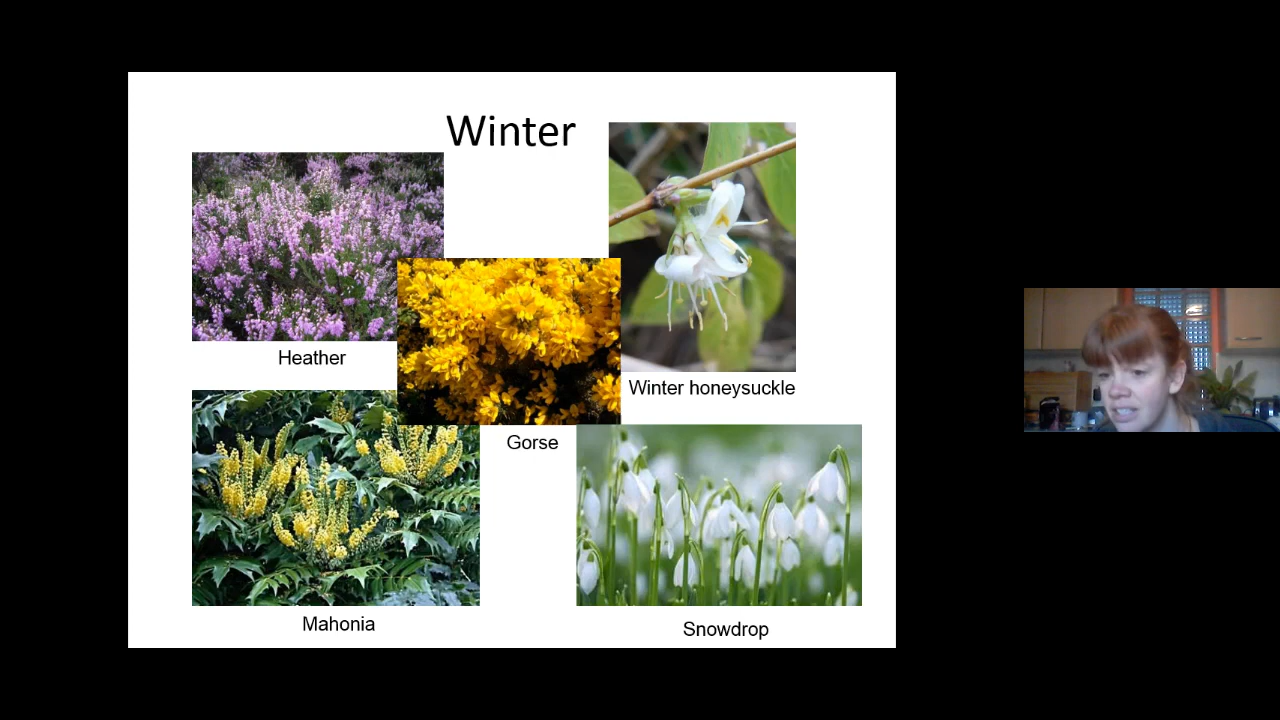 Winter
Heather
Winter honeysuckle
Gorse
Mahonia
Snowdrop